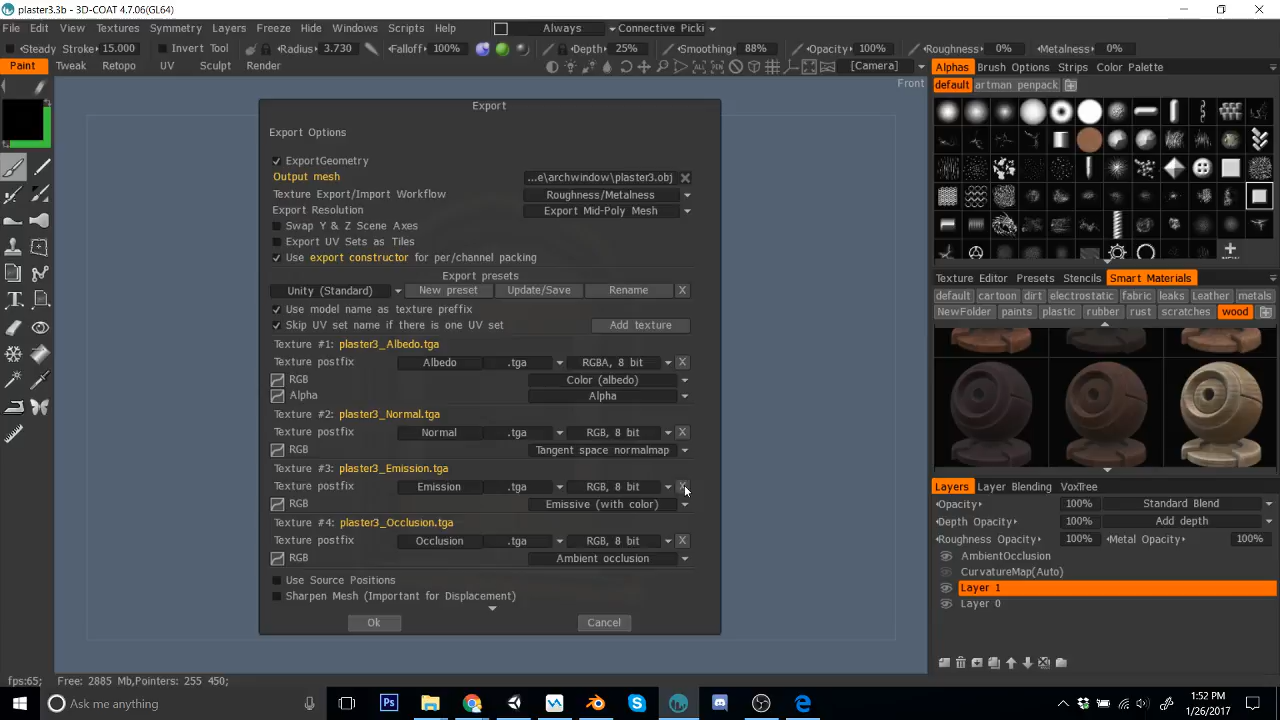 plaster3.3b - 3D-COAT 4.7.06(GL64)
File Edit View Textures Symmetry Layers Freeze Hide Windows Scripts Help Always Connective Picki
Steady Stroke 15.000 Invert Tool Radius 3.730 Falloff 100% Depth 25% Smoothing 88% Opacity 100% Roughness 0% Metalness 0%
Paint Tweak Retopo UV Sculpt Render [Camera] Alphas Brush Options Strips Color Palette
Front default artman penpack
Export
Export Options
ExportGeometry
Output mesh ...e\archwindow\plaster3.obj
Texture Export/Import Workflow Roughness/Metalness
Export Resolution Export Mid-Poly Mesh
Swap Y & Z Scene Axes
Export UV Sets as Tiles
Use export constructor for per/channel packing
Export presets
Unity (Standard) New preset Update/Save Rename X
Use model name as texture preffix
Skip UV set name if there is one UV set Add texture
Texture #1: plaster3_Albedo.tga
Texture postfix Albedo .tga RGBA, 8 bit X
RGB Color (albedo)
Alpha Alpha
Texture #2: plaster3_Normal.tga
Texture postfix Normal .tga RGB, 8 bit X
RGB Tangent space normalmap
Texture #3: plaster3_Emission.tga
Texture postfix Emission .tga RGB, 8 bit X
RGB Emissive (with color)
Texture #4: plaster3_Occlusion.tga
Texture postfix Occlusion .tga RGB, 8 bit X
RGB Ambient occlusion
Use Source Positions
Sharpen Mesh (Important for Displacement)
Ok Cancel
NEW
Texture Editor Presets Stencils Smart Materials
default cartoon dirt electrostatic fabric leaks Leather metals
NewFolder paints plastic rubber rust scratches wood
Layers Layer Blending VoxTree
Opacity 100% Standard Blend
Depth Opacity 100% Add depth
Roughness Opacity 100% Metal Opacity 100%
AmbientOcclusion
CurvatureMap(Auto)
Layer 1
Layer 0
fps:65; Free: 2885 Mb,Pointers: 255 450;
Ask me anything
Ps
1:52 PM
1/26/2017